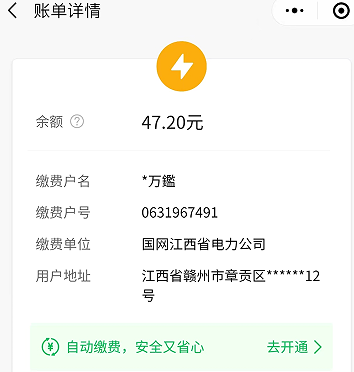 账单详情
余额 47.20元
缴费户名 *万鑑
缴费户号 0631967491
缴费单位 国网江西省电力公司
用户地址 江西省赣州市章贡区******12
号
自动缴费，安全又省心 去开通